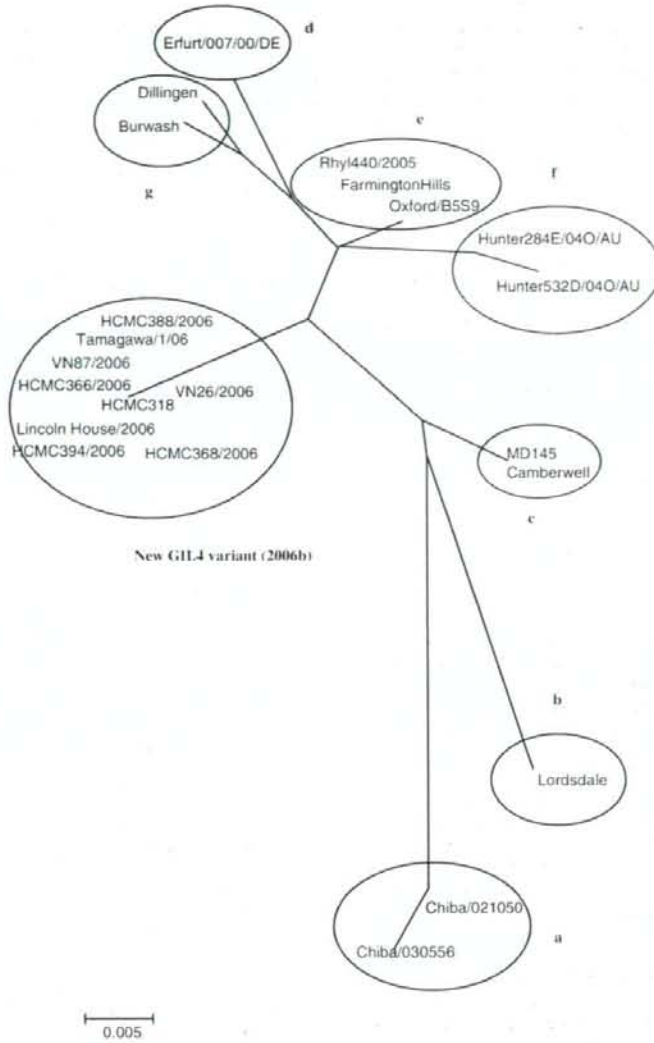 d
Erfurt/007/00/DE
Dillingen
Burwash
g
e
Rhyl440/2005
FarmingtonHills
Oxford/B5S9
f
Hunter284E/04O/AU
Hunter532D/04O/AU
HCMC388/2006
Tamagawa/1/06
VN87/2006
HCMC366/2006
VN26/2006
HCMC318
Lincoln House/2006
HCMC394/2006
HCMC368/2006
New GII.4 variant (2006b)
MD145
Camberwell
c
b
Lordsdale
Chiba/021050
Chiba/030556
a
0.005